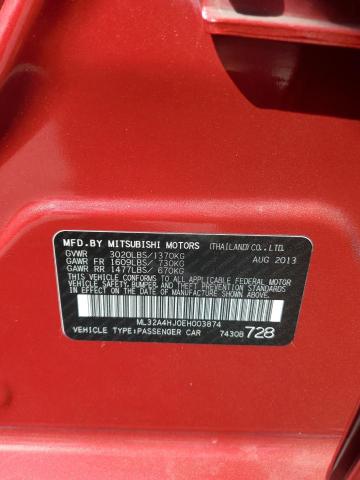 MFD.BY MITSUBISHI MOTORS (THAILAND)CO.,LTD.
GVWR 3020LBS/1370KG AUG 2013
GAWR FR 1609LBS/ 730KG
GAWR RR 1477LBS/ 670KG
THIS VEHICLE CONFORMS TO ALL APPLICABLE FEDERAL MOTOR VEHICLE
SAFETY, BUMPER, AND THEFT PREVENTION STANDARDS IN EFFECT
ON THE DATE OF MANUFACTURE SHOWN ABOVE.
ML32A4HJ0EH003874
VEHICLE TYPE:PASSENGER CAR 7430B 728